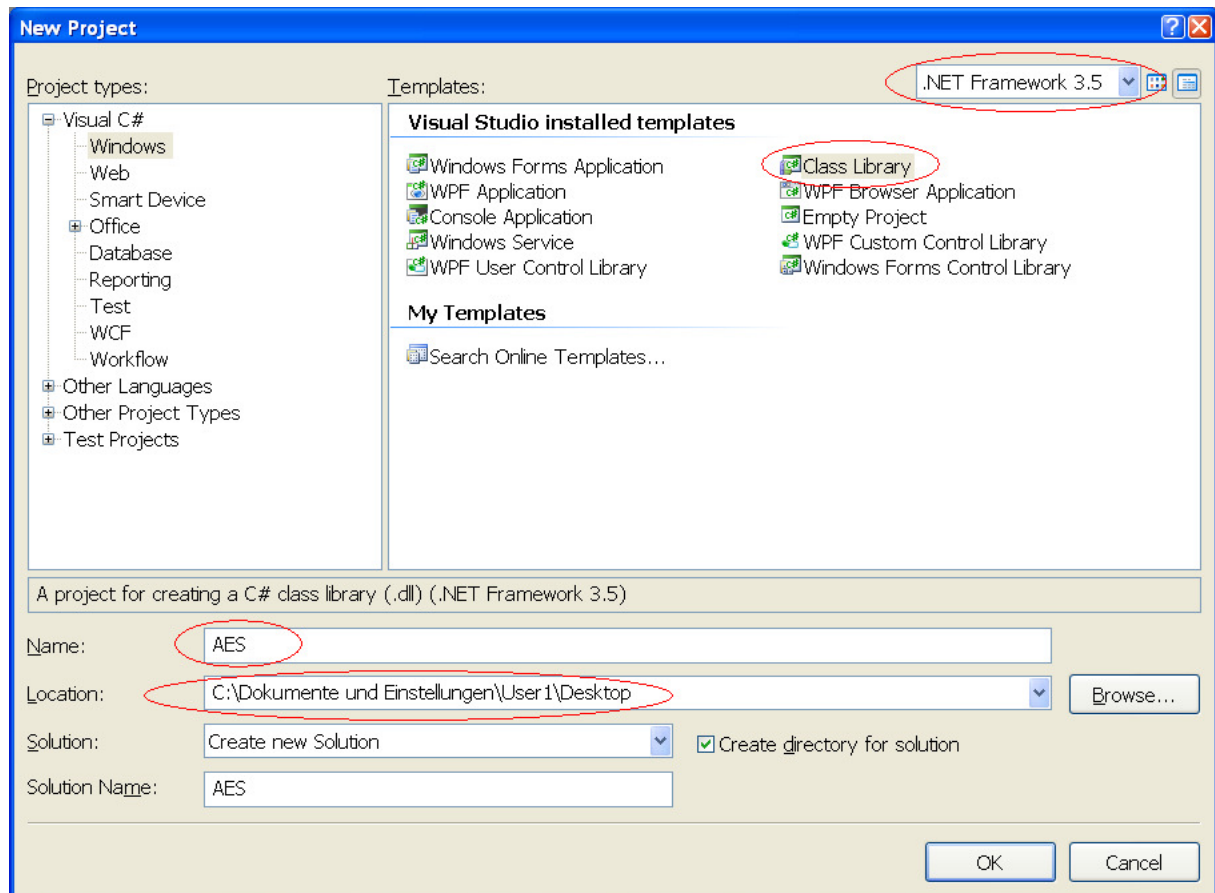 New Project
Project types:
Templates:
.NET Framework 3.5
Visual C#
Windows
Web
Smart Device
Office
Database
Reporting
Test
WCF
Workflow
Other Languages
Other Project Types
Test Projects
Visual Studio installed templates
Windows Forms Application
Class Library
WPF Application
WPF Browser Application
Console Application
Empty Project
Windows Service
WPF Custom Control Library
WPF User Control Library
Windows Forms Control Library
My Templates
Search Online Templates...
A project for creating a C# class library (.dll) (.NET Framework 3.5)
Name:
AES
Location:
C:\Dokumente und Einstellungen\User1\Desktop
Browse...
Solution:
Create new Solution
Create directory for solution
Solution Name:
AES
OK
Cancel